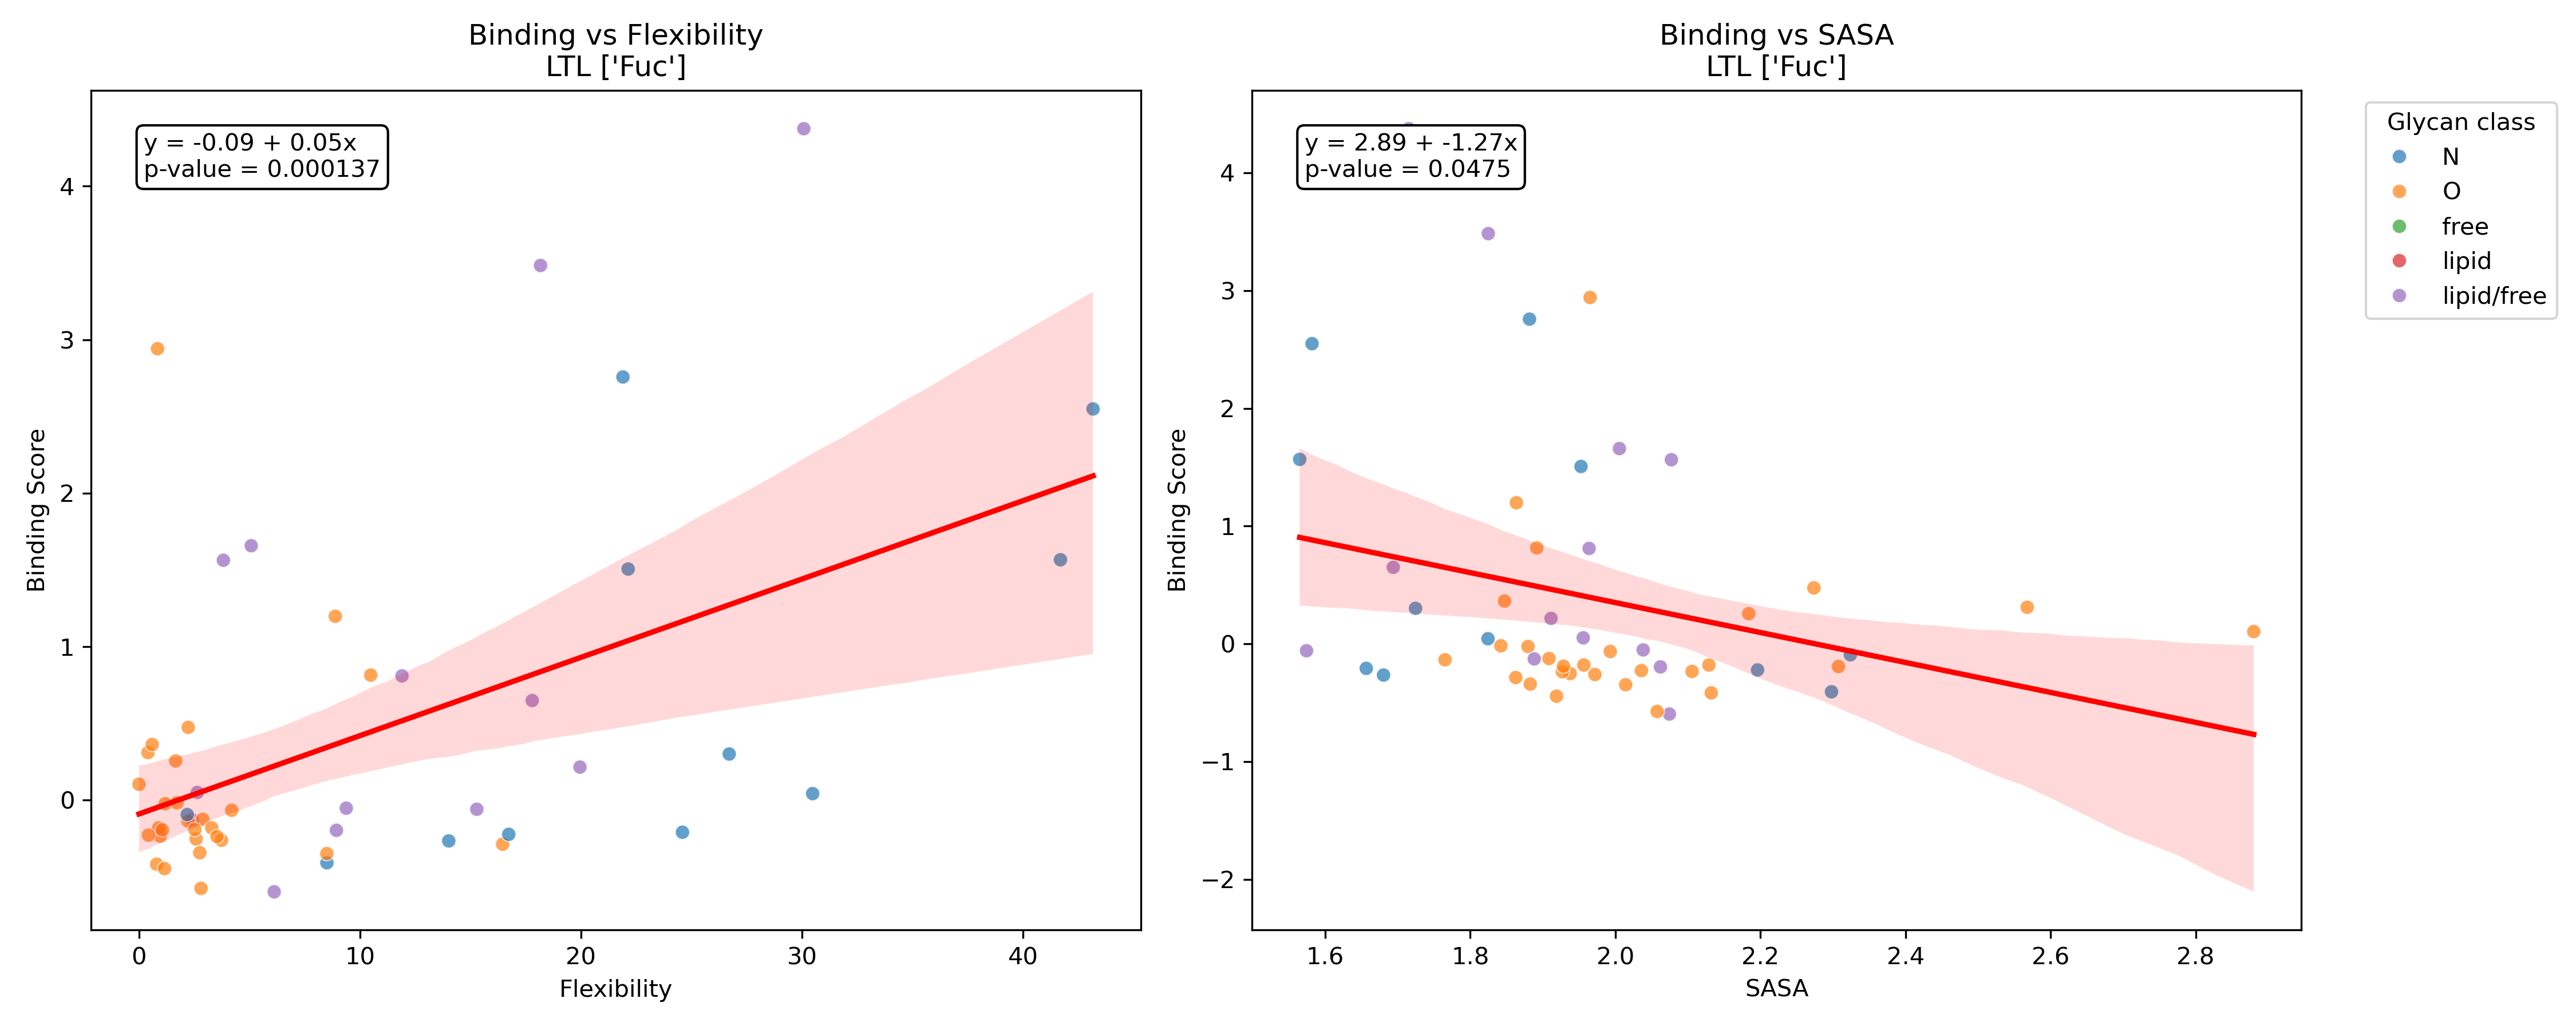 Binding vs Flexibility
LTL ['Fuc']
y = -0.09 + 0.05x
p-value = 0.000137
Binding Score
4
3
2
1
0
0 10 20 30 40
Flexibility
Binding vs SASA
LTL ['Fuc']
y = 2.89 + -1.27x
p-value = 0.0475
Binding Score
4
3
2
1
0
−1
−2
1.6 1.8 2.0 2.2 2.4 2.6 2.8
SASA
Glycan class
N
O
free
lipid
lipid/free